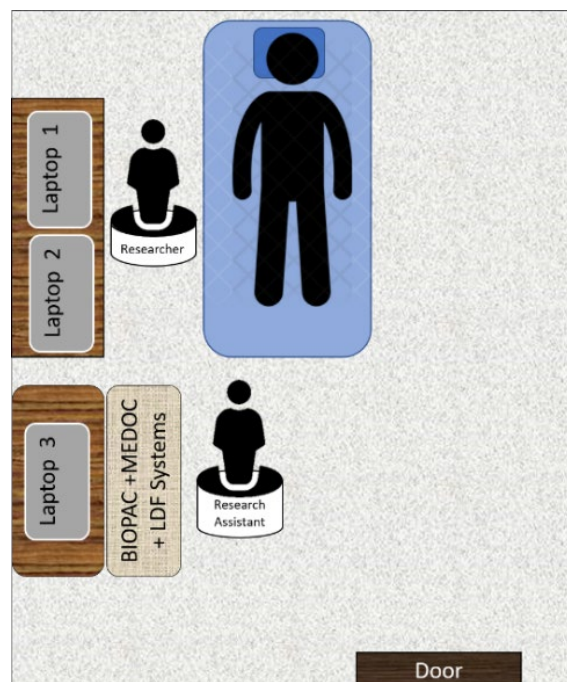 Laptop 1
Researcher
Laptop 2
Laptop 3
BIOPAC +MEDOC
+ LDF Systems
Research
Assistant
Door